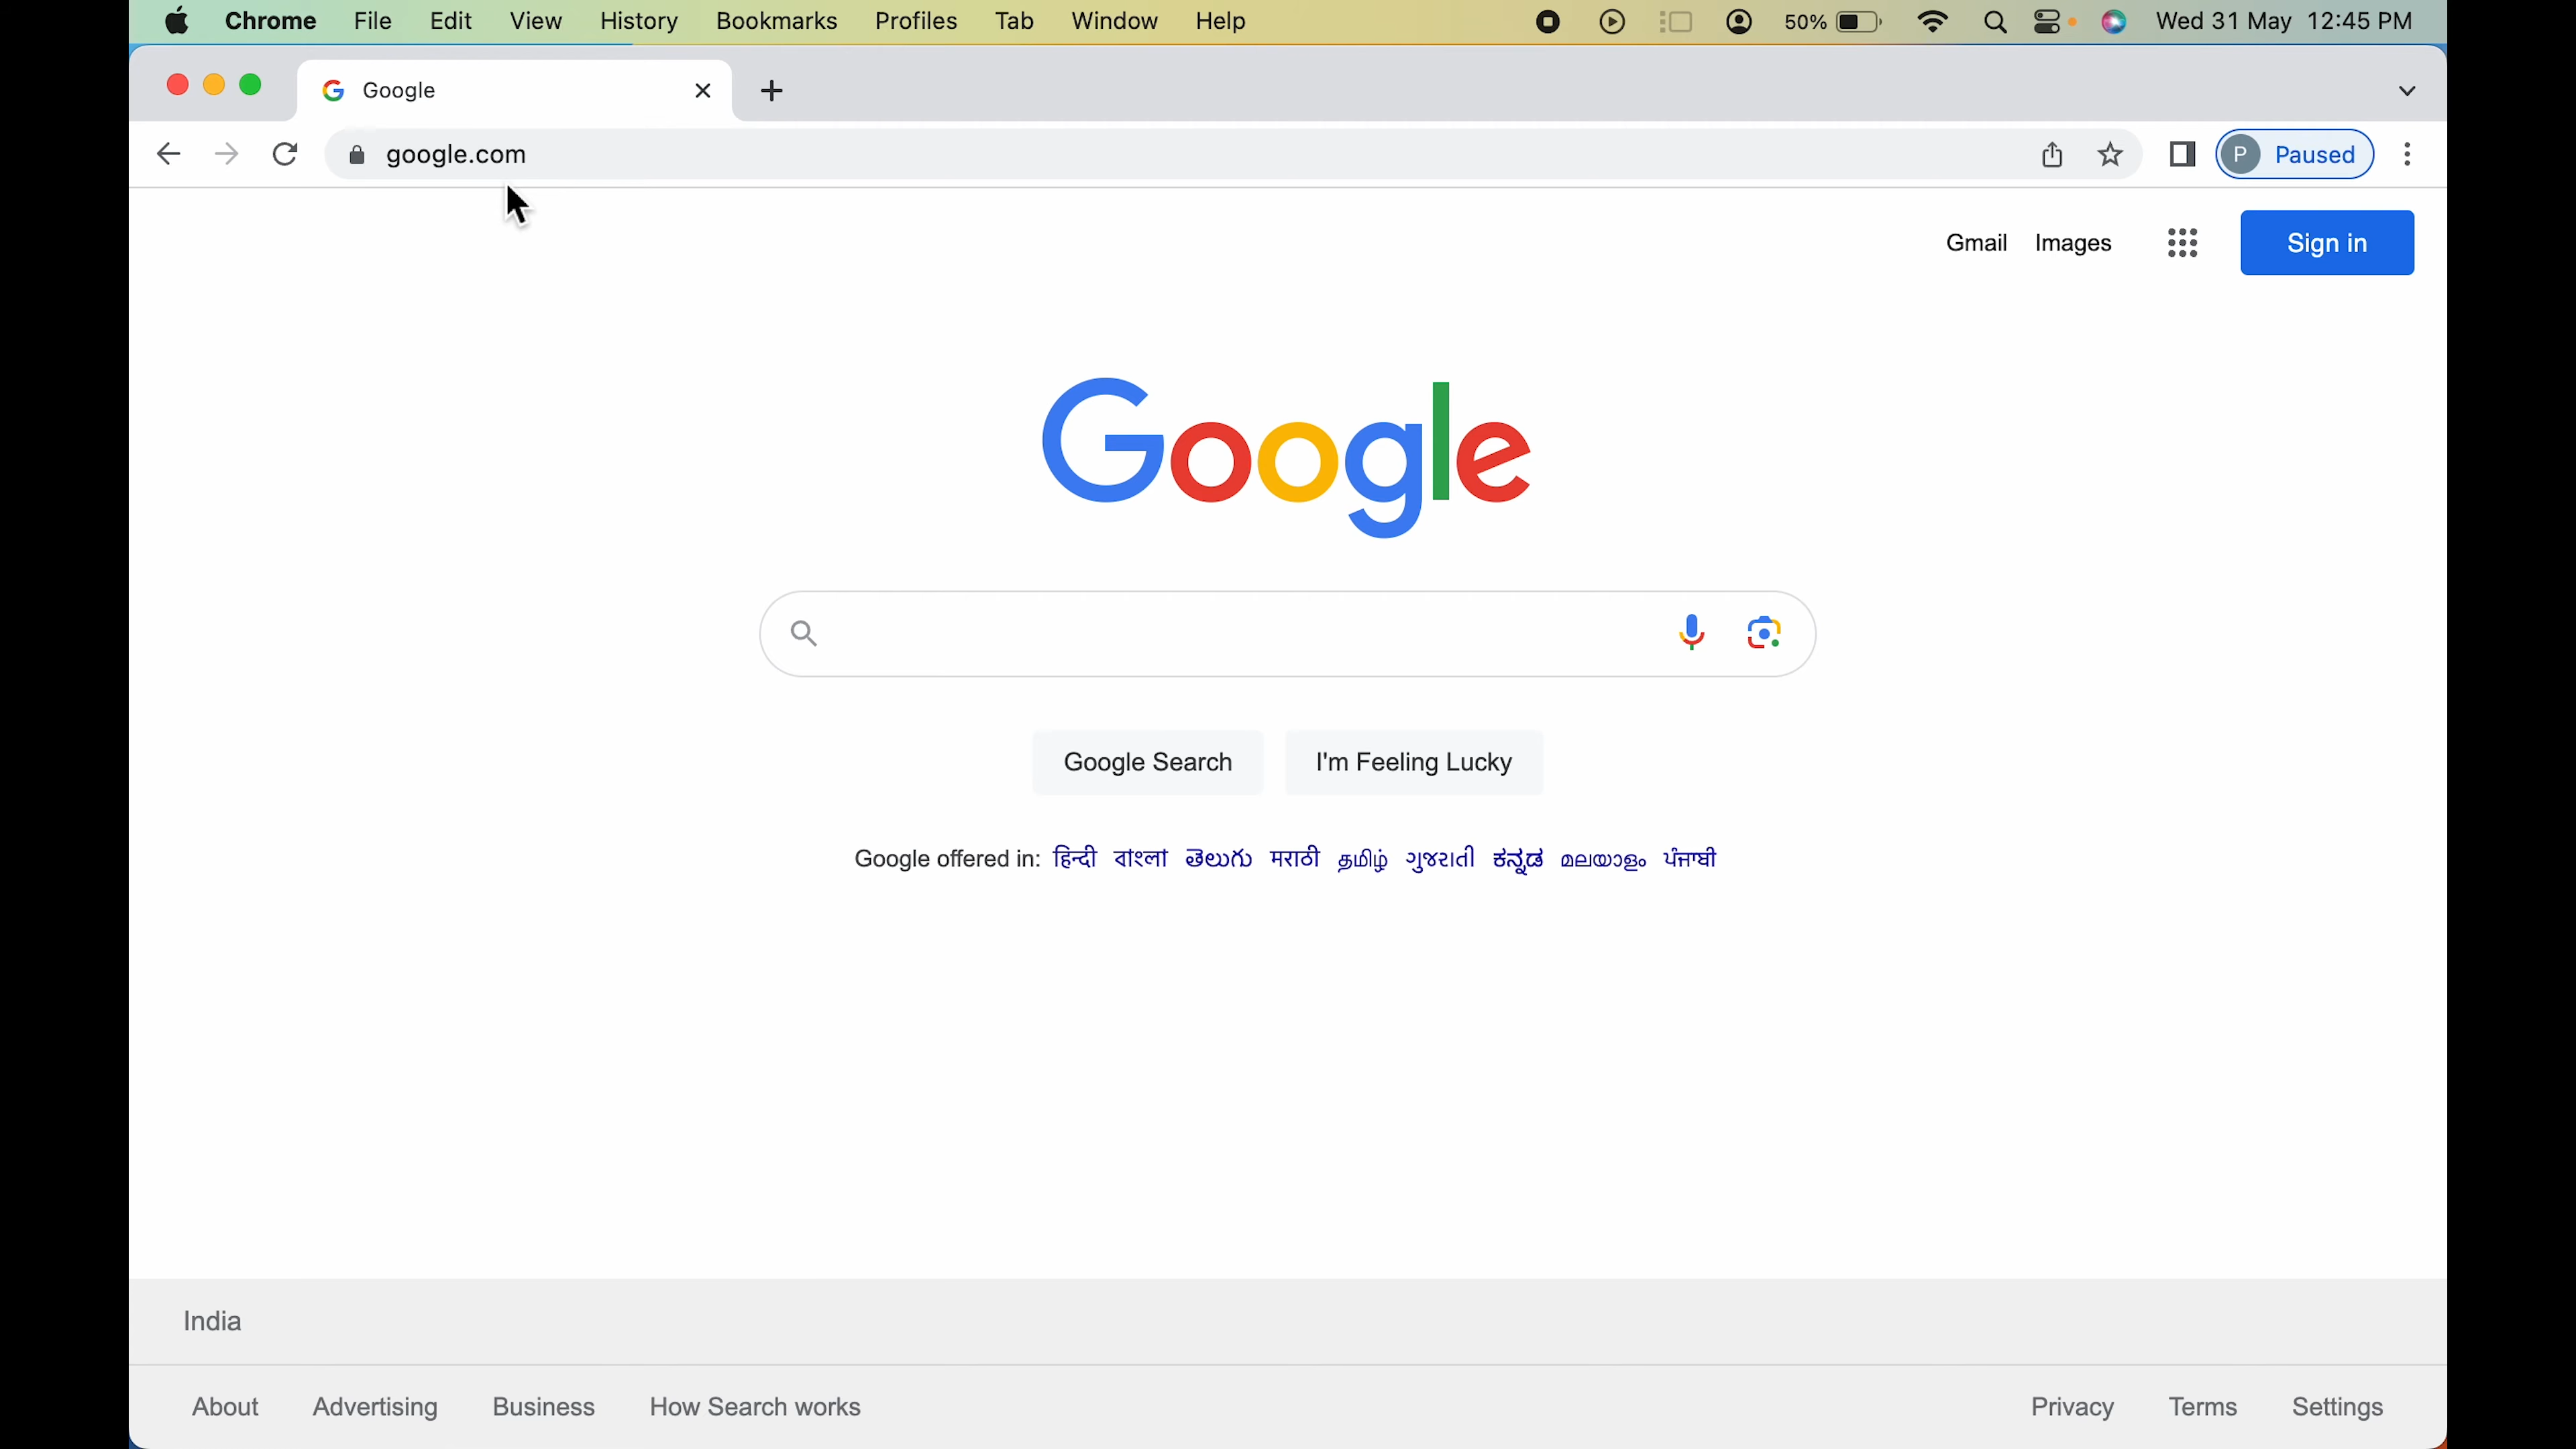 Chrome File Edit View History Bookmarks Profiles Tab Window Help 50% Wed 31 May 12:45 PM
Google
google.com P Paused
Gmail Images Sign in
Google
Google Search I'm Feeling Lucky
Google offered in: हिन्दी বাংলা తెలుగు मराठी தமிழ் ગુજરાતી ಕನ್ನಡ മലയാളം ਪੰਜਾਬੀ
India
About Advertising Business How Search works Privacy Terms Settings